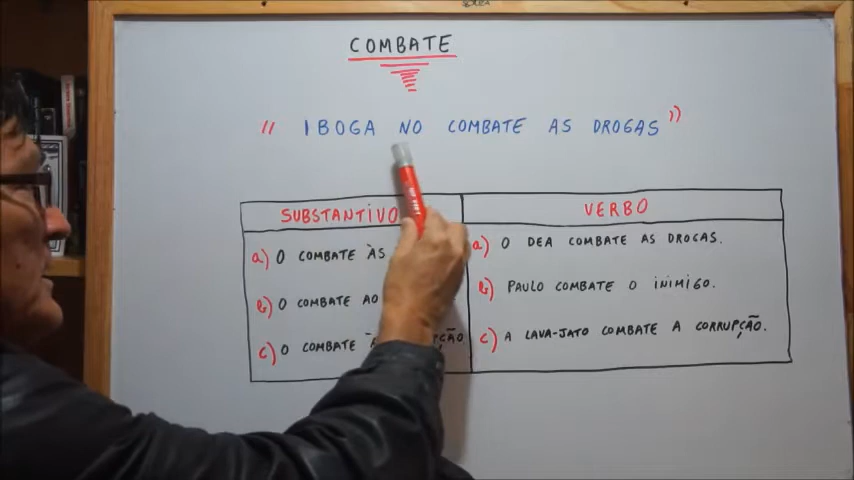 COMBATE
" IBOGA NO COMBATE AS DROGAS "
SUBSTANTIVO VERBO
a) O COMBATE ÀS a) O DEA COMBATE AS DROGAS.
b) O COMBATE AO b) PAULO COMBATE O INIMIGO.
c) O COMBATE c) A LAVA-JATO COMBATE A CORRUPÇÃO.